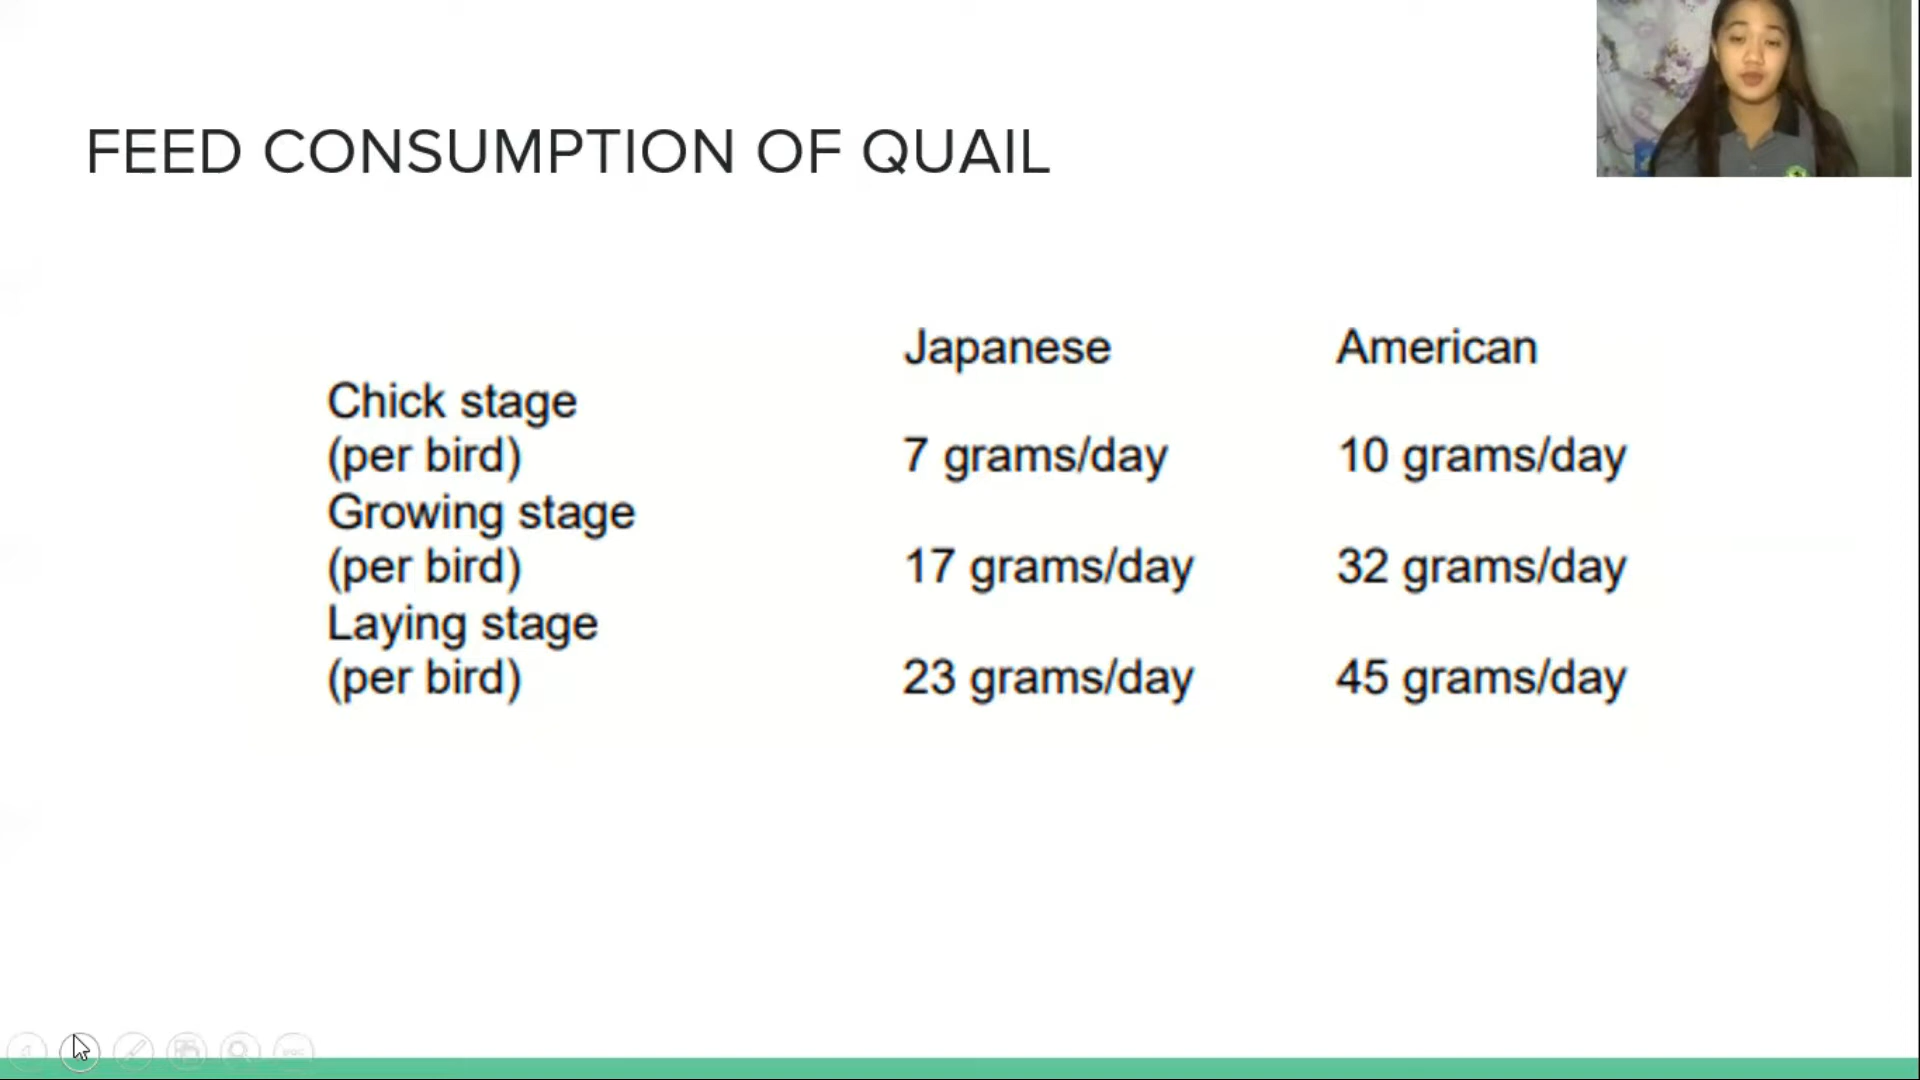 FEED CONSUMPTION OF QUAIL
Japanese American
Chick stage
(per bird) 7 grams/day 10 grams/day
Growing stage
(per bird) 17 grams/day 32 grams/day
Laying stage
(per bird) 23 grams/day 45 grams/day